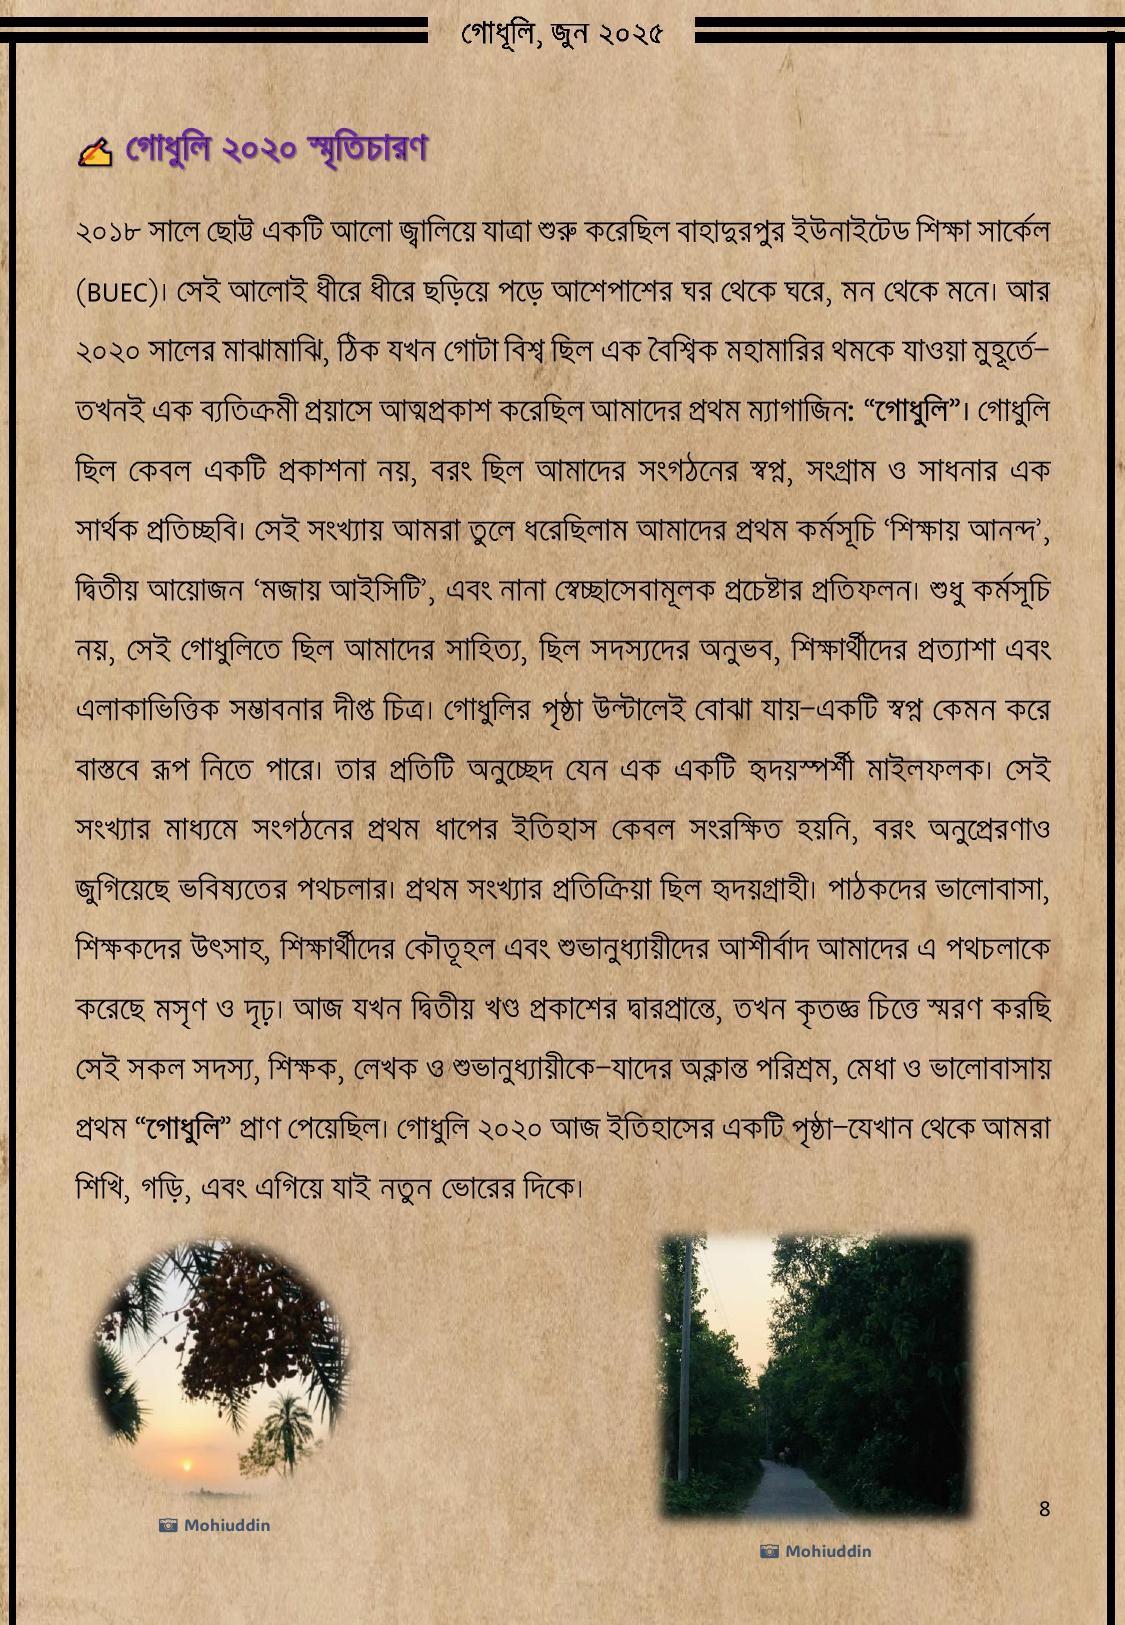 গোধূলি, জুন ২০২৫
✍ গোধুলি ২০২০ স্মৃতিচারণ
২০১৮ সালে ছোট্ট একটি আলো জ্বালিয়ে যাত্রা শুরু করেছিল বাহাদুরপুর ইউনাইটেড শিক্ষা সার্কেল
(BUEC)। সেই আলোই ধীরে ধীরে ছড়িয়ে পড়ে আশেপাশের ঘর থেকে ঘরে, মন থেকে মনে। আর
২০২০ সালের মাঝামাঝি, ঠিক যখন গোটা বিশ্ব ছিল এক বৈশ্বিক মহামারির থমকে যাওয়া মুহূর্তে–
তখনই এক ব্যতিক্রমী প্রয়াসে আত্মপ্রকাশ করেছিল আমাদের প্রথম ম্যাগাজিন: “গোধুলি”। গোধুলি
ছিল কেবল একটি প্রকাশনা নয়, বরং ছিল আমাদের সংগঠনের স্বপ্ন, সংগ্রাম ও সাধনার এক
সার্থক প্রতিচ্ছবি। সেই সংখ্যায় আমরা তুলে ধরেছিলাম আমাদের প্রথম কর্মসূচি ‘শিক্ষায় আনন্দ’,
দ্বিতীয় আয়োজন ‘মজায় আইসিটি’, এবং নানা স্বেচ্ছাসেবামূলক প্রচেষ্টার প্রতিফলন। শুধু কর্মসূচি
নয়, সেই গোধুলিতে ছিল আমাদের সাহিত্য, ছিল সদস্যদের অনুভব, শিক্ষার্থীদের প্রত্যাশা এবং
এলাকাভিত্তিক সম্ভাবনার দীপ্ত চিত্র। গোধুলির পৃষ্ঠা উল্টালেই বোঝা যায়–একটি স্বপ্ন কেমন করে
বাস্তবে রূপ নিতে পারে। তার প্রতিটি অনুচ্ছেদ যেন এক একটি হৃদয়স্পর্শী মাইলফলক। সেই
সংখ্যার মাধ্যমে সংগঠনের প্রথম ধাপের ইতিহাস কেবল সংরক্ষিত হয়নি, বরং অনুপ্রেরণাও
জুগিয়েছে ভবিষ্যতের পথচলার। প্রথম সংখ্যার প্রতিক্রিয়া ছিল হৃদয়গ্রাহী। পাঠকদের ভালোবাসা,
শিক্ষকদের উৎসাহ, শিক্ষার্থীদের কৌতূহল এবং শুভানুধ্যায়ীদের আশীর্বাদ আমাদের এ পথচলাকে
করেছে মসৃণ ও দৃঢ়। আজ যখন দ্বিতীয় খণ্ড প্রকাশের দ্বারপ্রান্তে, তখন কৃতজ্ঞ চিত্তে স্মরণ করছি
সেই সকল সদস্য, শিক্ষক, লেখক ও শুভানুধ্যায়ীকে–যাদের অক্লান্ত পরিশ্রম, মেধা ও ভালোবাসায়
প্রথম “গোধুলি” প্রাণ পেয়েছিল। গোধুলি ২০২০ আজ ইতিহাসের একটি পৃষ্ঠা–যেখান থেকে আমরা
শিখি, গড়ি, এবং এগিয়ে যাই নতুন ভোরের দিকে।
8
📷 Mohiuddin
📷 Mohiuddin